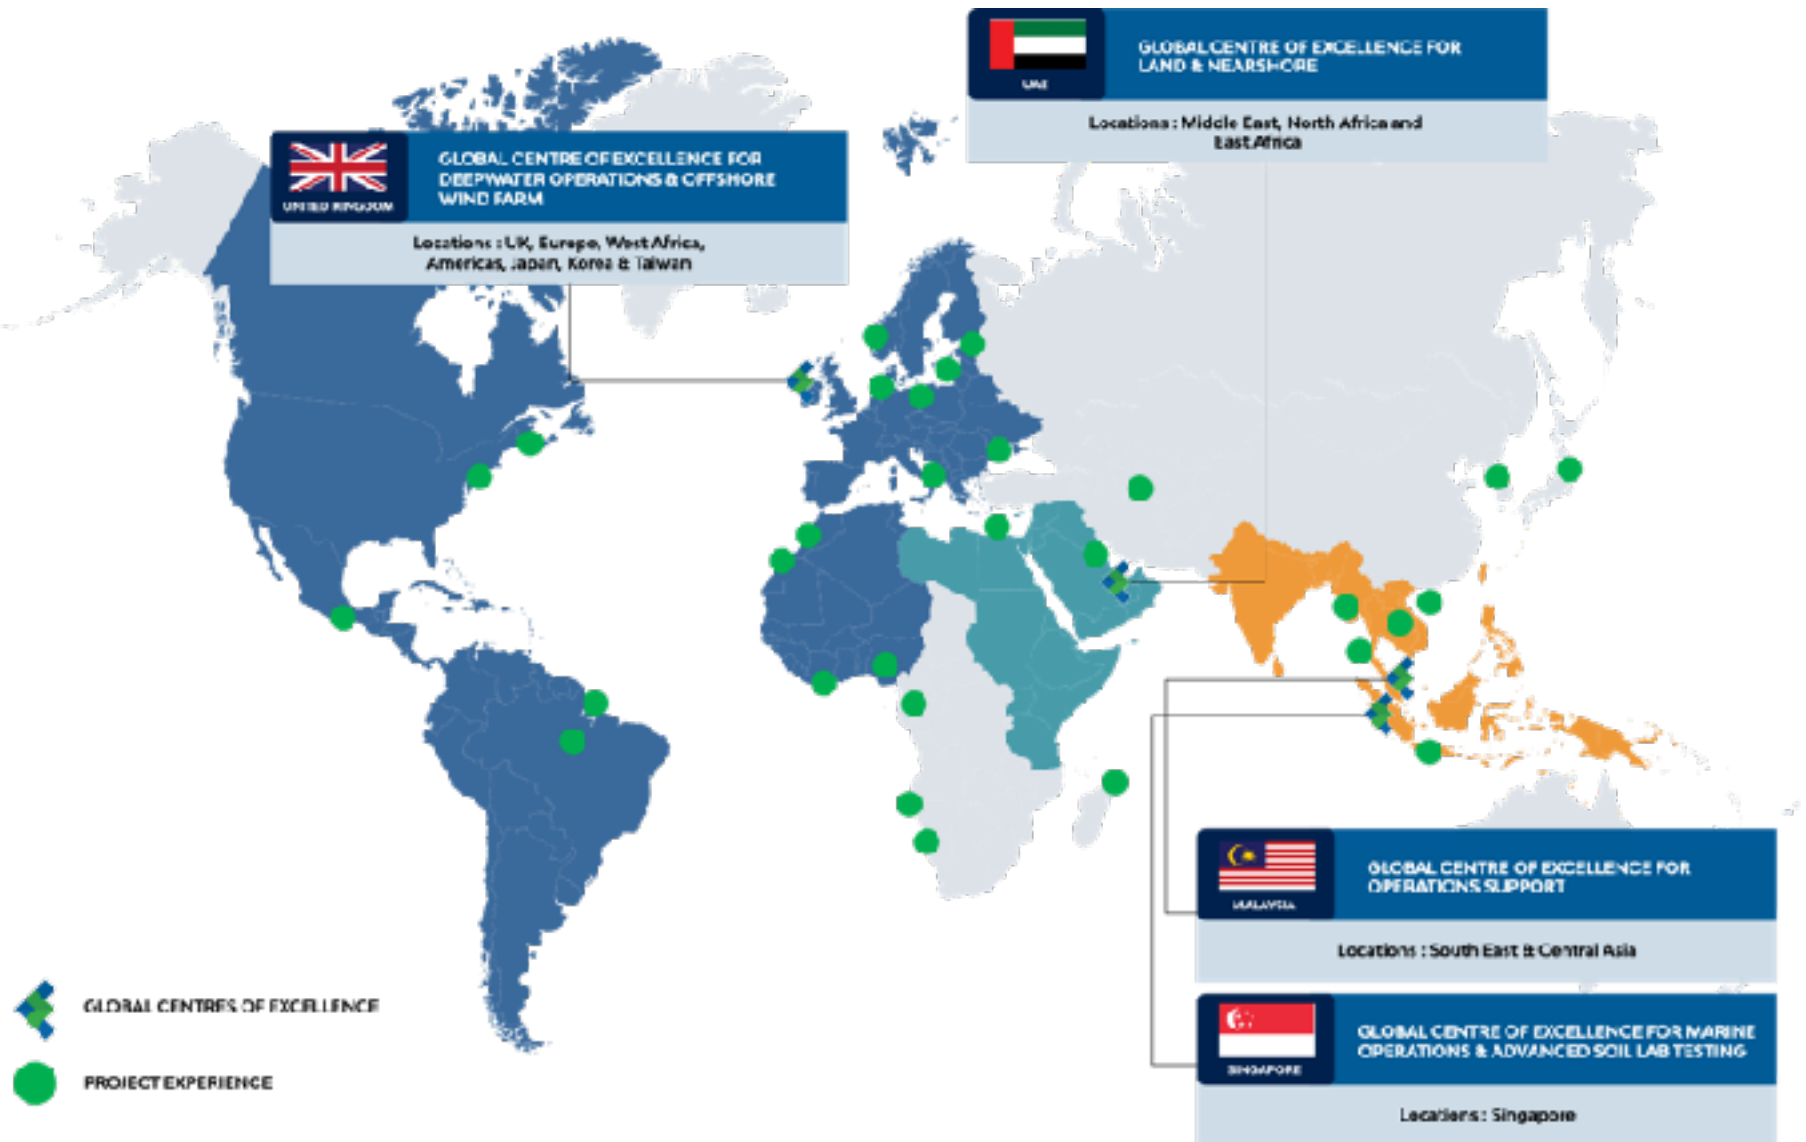 UAE
GLOBAL CENTRE OF EXCELLENCE FOR
LAND & NEARSHORE
Locations : Middle East, North Africa and
East Africa
UNITED KINGDOM
GLOBAL CENTRE OF EXCELLENCE FOR
DEEPWATER OPERATIONS & OFFSHORE
WIND FARM
Locations : UK, Europe, West Africa,
Americas, Japan, Korea & Taiwan
MALAYSIA
GLOBAL CENTRE OF EXCELLENCE FOR
OPERATIONS SUPPORT
Locations : South East & Central Asia
SINGAPORE
GLOBAL CENTRE OF EXCELLENCE FOR MARINE
OPERATIONS & ADVANCED SOIL LAB TESTING
Locations : Singapore
GLOBAL CENTRES OF EXCELLENCE
PROJECT EXPERIENCE